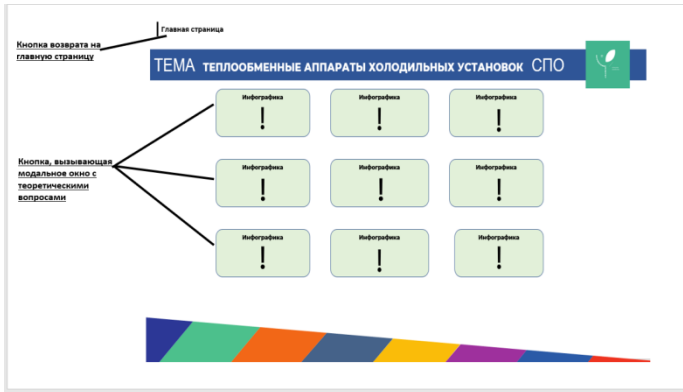 Главная страница
Кнопка возврата на
главную страницу
ТЕМА ТЕПЛООБМЕННЫЕ АППАРАТЫ ХОЛОДИЛЬНЫХ УСТАНОВОК СПО
Инфографика Инфографика Инфографика
! ! !
Кнопка, вызывающая
модальное окно с
теоретическими
вопросами
Инфографика Инфографика Инфографика
! ! !
Инфографика Инфографика Инфографика
! ! !